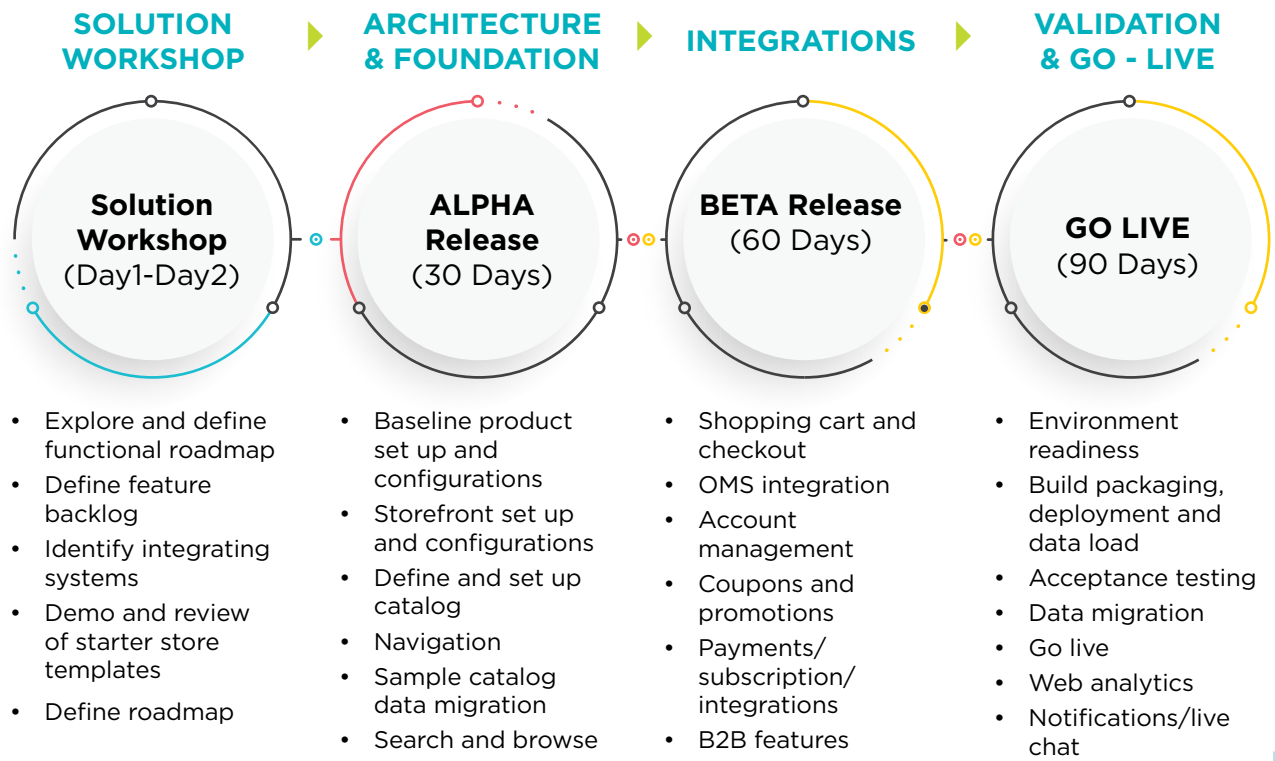 SOLUTION
WORKSHOP
ARCHITECTURE
& FOUNDATION
INTEGRATIONS
VALIDATION
& GO - LIVE
Solution
Workshop
(Day1-Day2)
ALPHA
Release
(30 Days)
BETA Release
(60 Days)
GO LIVE
(90 Days)
• Explore and define
functional roadmap
• Define feature
backlog
• Identify integrating
systems
• Demo and review
of starter store
templates
• Define roadmap
• Baseline product
set up and
configurations
• Storefront set up
and configurations
• Define and set up
catalog
• Navigation
• Sample catalog
data migration
• Search and browse
• Shopping cart and
checkout
• OMS integration
• Account
management
• Coupons and
promotions
• Payments/
subscription/
integrations
• B2B features
• Environment
readiness
• Build packaging,
deployment and
data load
• Acceptance testing
• Data migration
• Go live
• Web analytics
• Notifications/live
chat